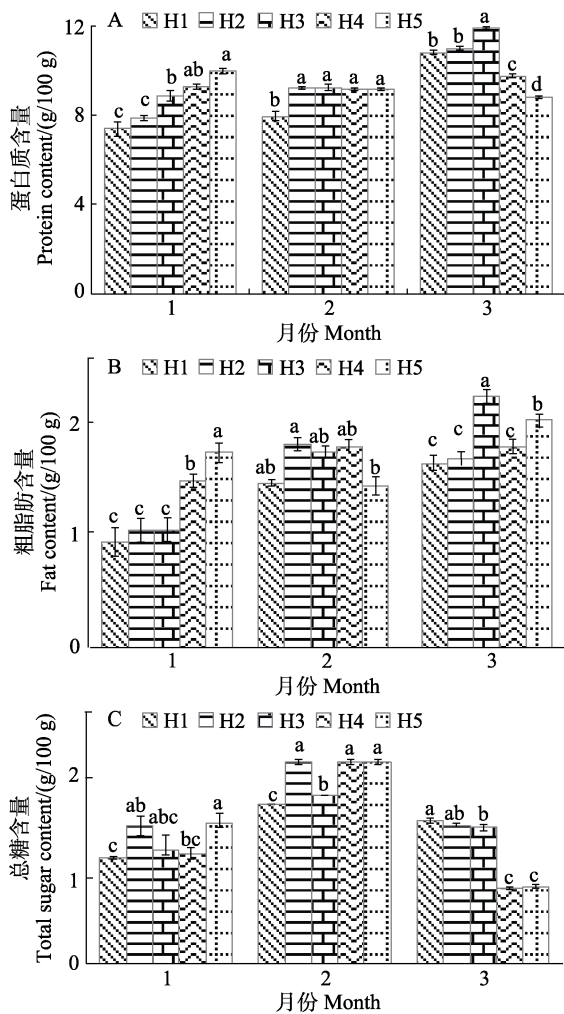 A H1 H2 H3 H4 H5
12
8
4
0
c c b ab a
b a a a a
b b a c d
1 2 3
月份 Month
蛋白质含量
Protein content/(g/100 g)
B H1 H2 H3 H4 H5
2
1
0
c c c b a
ab a ab ab b
c c a c b
1 2 3
月份 Month
粗脂肪含量
Fat content/(g/100 g)
C H1 H2 H3 H4 H5
2
1
0
c ab abc bc a
c a b a a
a ab b c c
1 2 3
月份 Month
总糖含量
Total sugar content/(g/100 g)